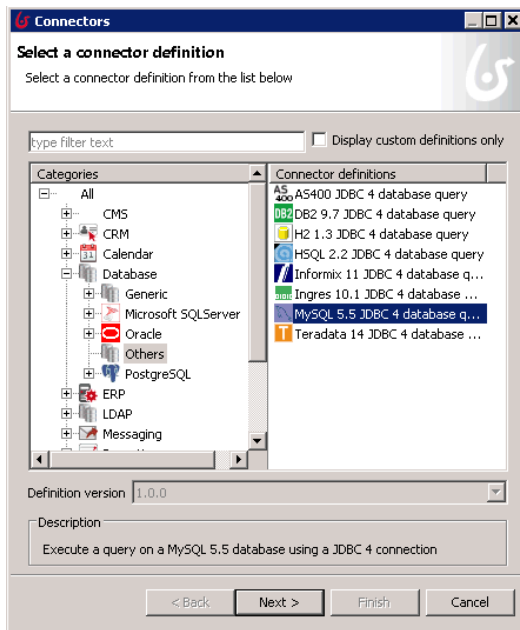 Connectors
Select a connector definition
Select a connector definition from the list below
type filter text
Display custom definitions only
Categories
All
CMS
CRM
31
Calendar
Database
Generic
Microsoft SQLServer
Oracle
Others
PostgreSQL
ERP
LDAP
Messaging
Connector definitions
AS 400 AS400 JDBC 4 database query
DB2 DB2 9.7 JDBC 4 database query
H2 1.3 JDBC 4 database query
HSQL 2.2 JDBC 4 database query
Informix 11 JDBC 4 database q...
Ingres 10.1 JDBC 4 database ...
MySQL 5.5 JDBC 4 database q...
T Teradata 14 JDBC 4 database ...
Definition version 1.0.0
Description
Execute a query on a MySQL 5.5 database using a JDBC 4 connection
< Back
Next >
Finish
Cancel